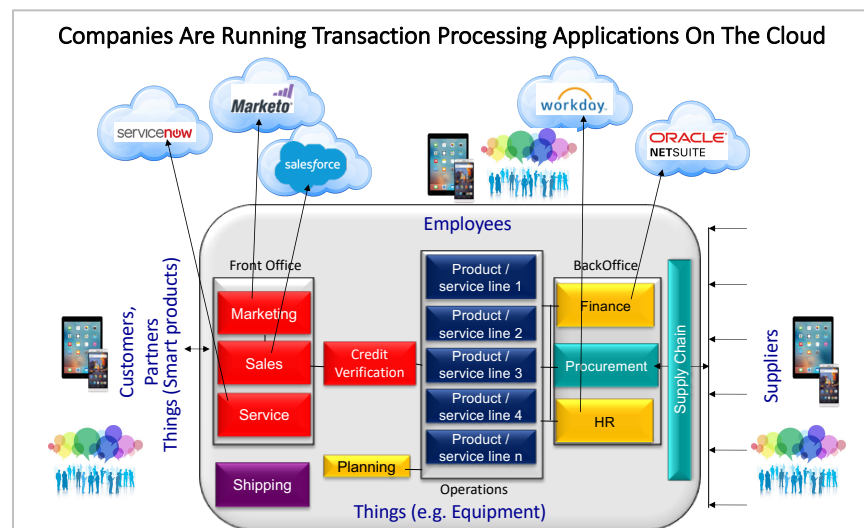 Companies Are Running Transaction Processing Applications On The Cloud
servicenow
Marketo®
salesforce
workday.
ORACLE®
NETSUITE
Employees
Front Office
Marketing
Sales
Service
Shipping
Credit
Verification
Planning
Product /
service line 1
Product /
service line 2
Product /
service line 3
Product /
service line 4
Product /
service line n
Operations
BackOffice
Finance
Procurement
HR
Supply Chain
Customers,
Partners
Things (Smart products)
Suppliers
Things (e.g. Equipment)